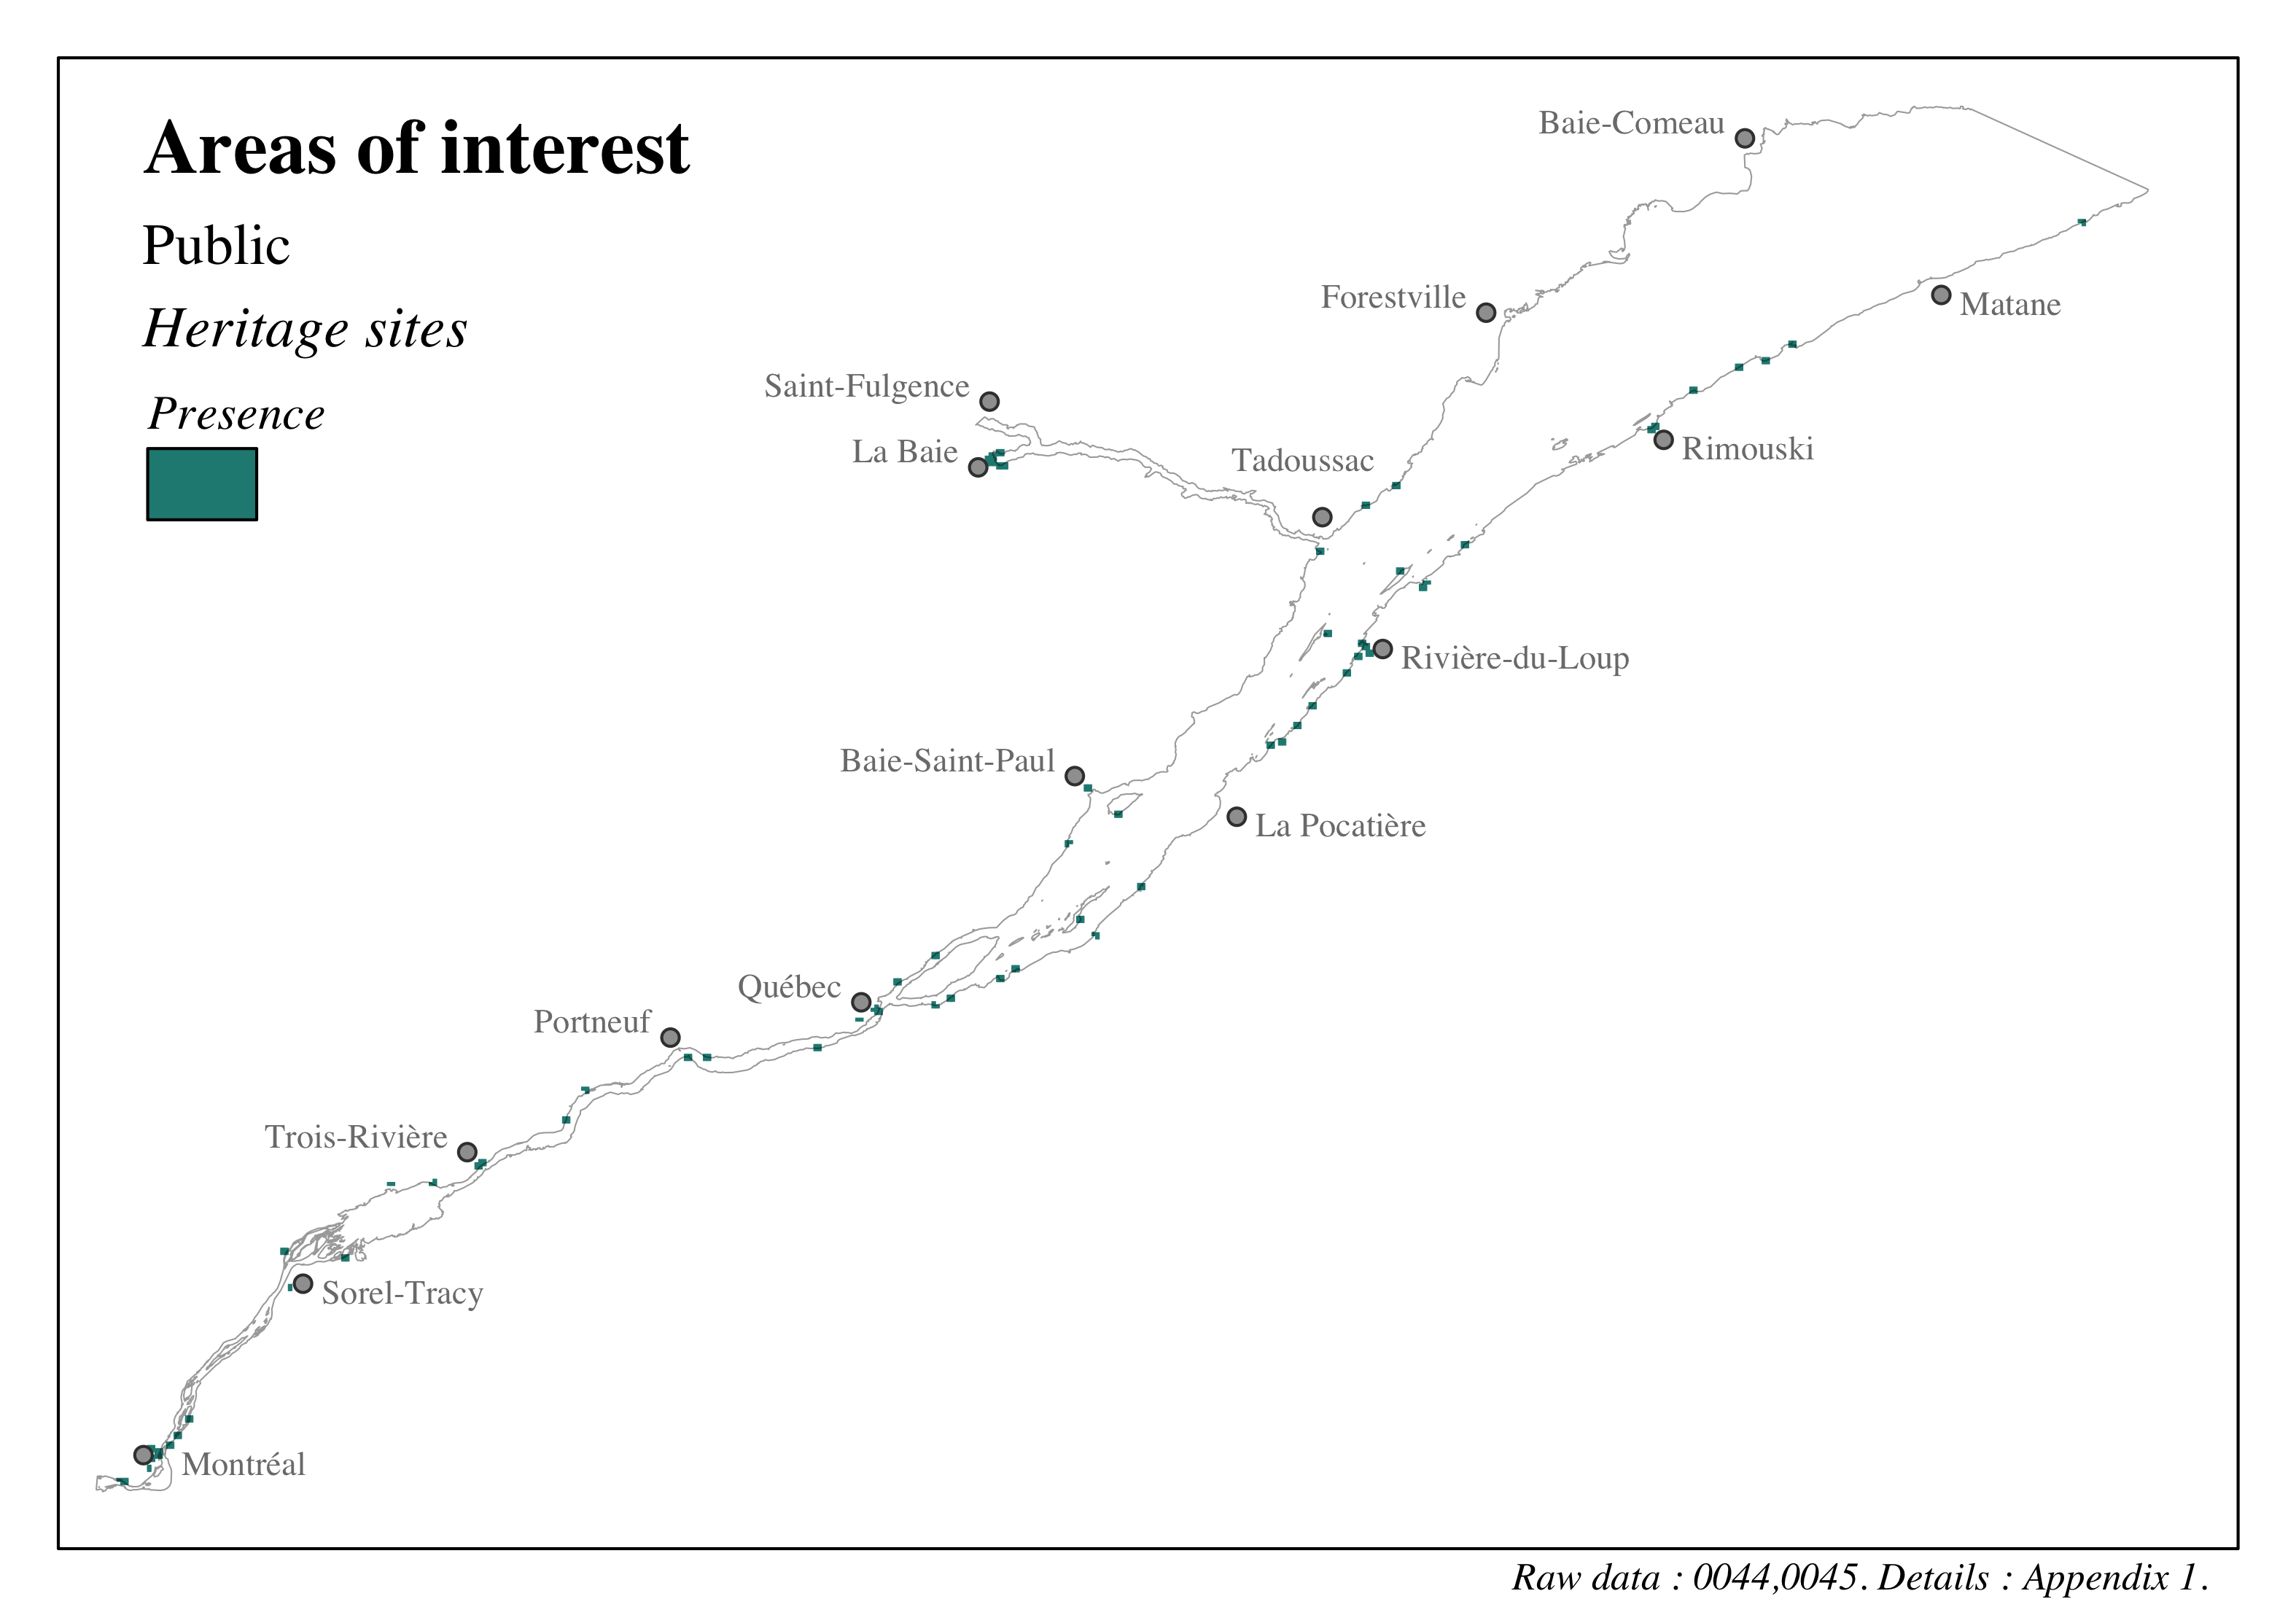 Areas of interest
Public
Heritage sites
Presence
Baie-Comeau
Forestville
Matane
Saint-Fulgence
La Baie
Tadoussac
Rimouski
Rivière-du-Loup
Baie-Saint-Paul
La Pocatière
Québec
Portneuf
Trois-Rivière
Sorel-Tracy
Montréal
Raw data : 0044,0045. Details : Appendix 1.